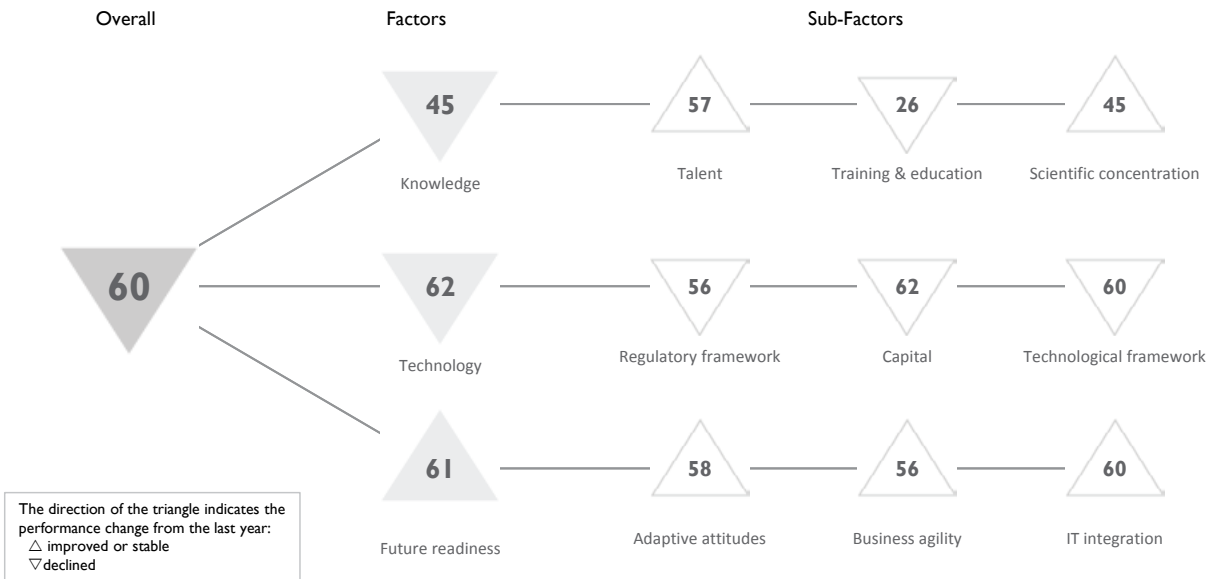 Overall Factors Sub-Factors
45 57 26 45
Knowledge Talent Training & education Scientific concentration
60 62 56 62 60
Technology Regulatory framework Capital Technological framework
61 58 56 60
Future readiness Adaptive attitudes Business agility IT integration
The direction of the triangle indicates the
performance change from the last year:
△ improved or stable
▽ declined